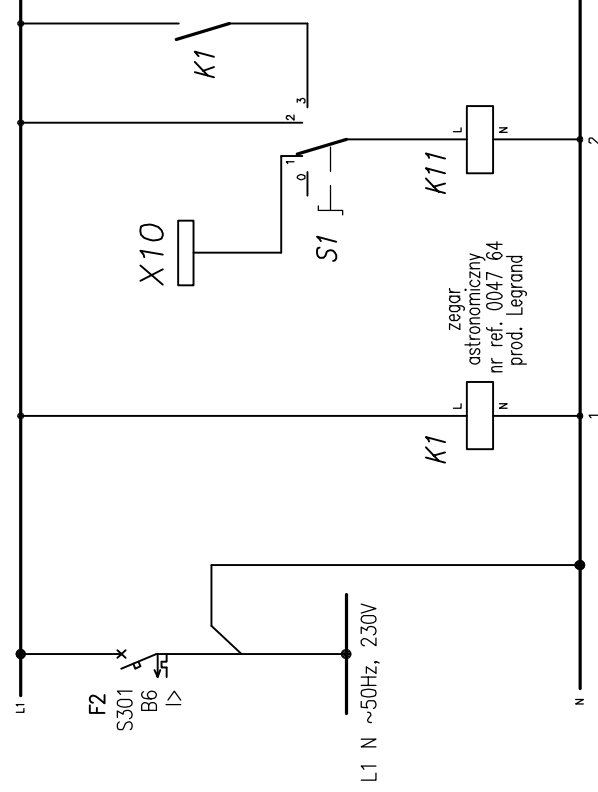 L1
F2
S301
B6
I>
L1 N ~50Hz, 230V
N
K1
L
N
1
zegar
astronomiczny
nr ref. 0047 64
prod. Legrand
X10
S1
0
1
2
3
K1
K11
L
N
2